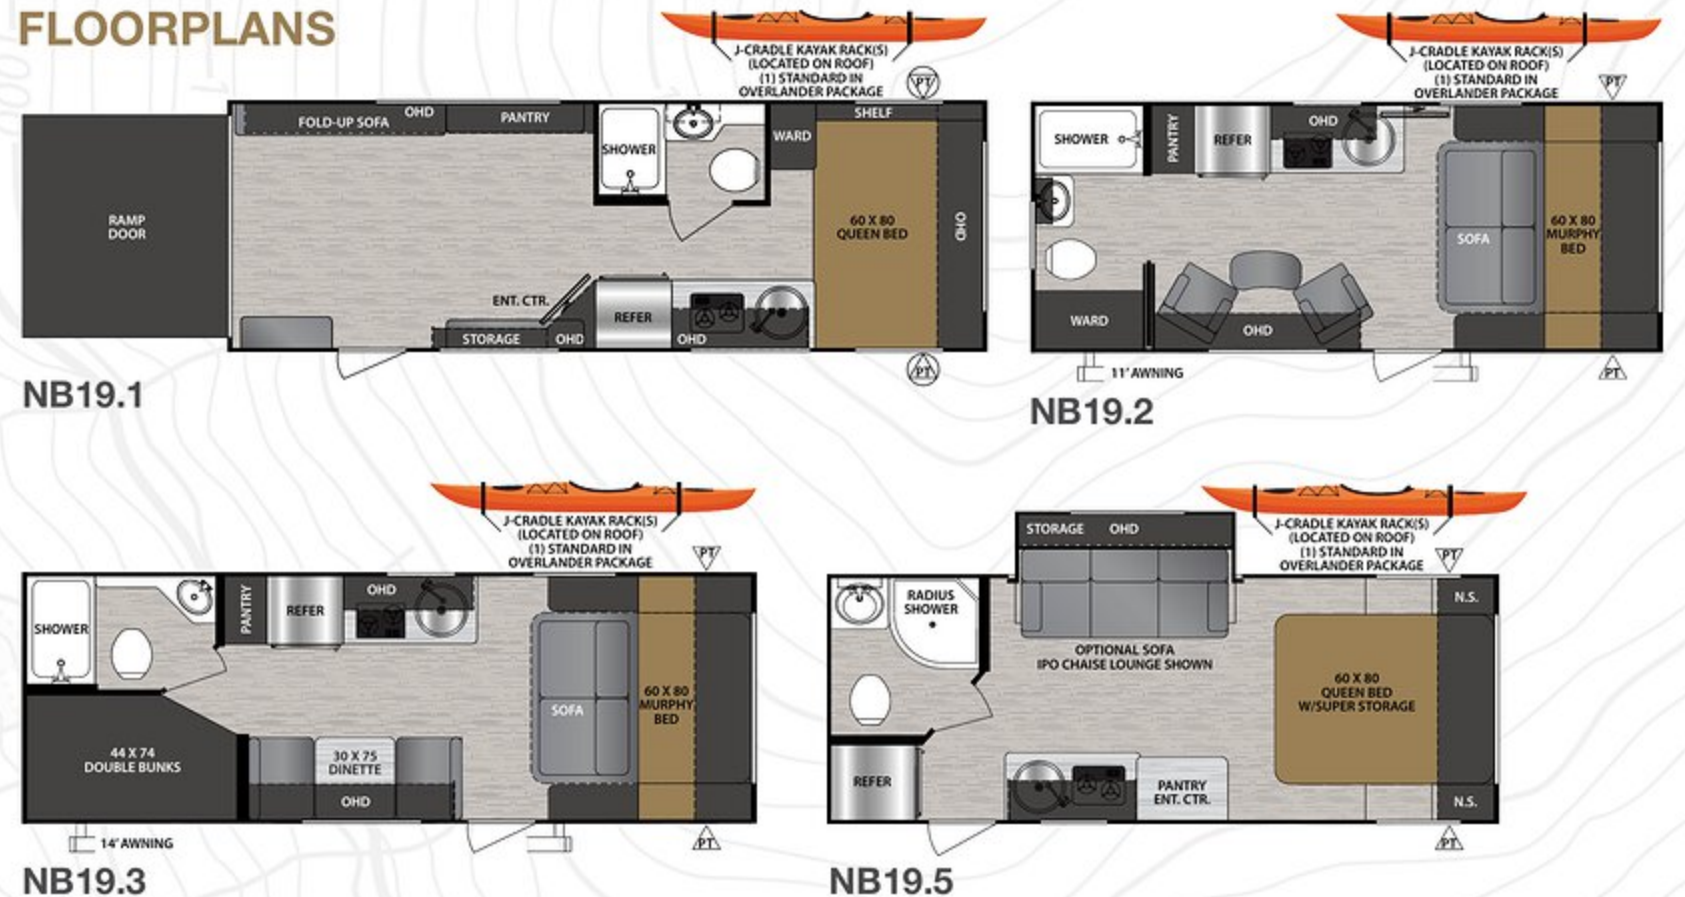 FLOORPLANS
J-CRADLE KAYAK RACK(S)
(LOCATED ON ROOF)
(1) STANDARD IN
OVERLANDER PACKAGE
PT
RAMP
DOOR
FOLD-UP SOFA
OHD
PANTRY
SHOWER
WARD
SHELF
60 X 80
QUEEN BED
OHD
ENT. CTR.
STORAGE
OHD
REFER
OHD
PT
NB19.1
J-CRADLE KAYAK RACK(S)
(LOCATED ON ROOF)
(1) STANDARD IN
OVERLANDER PACKAGE
PT
SHOWER
PANTRY
REFER
OHD
SOFA
60 X 80
MURPHY
BED
WARD
OHD
11' AWNING
PT
NB19.2
J-CRADLE KAYAK RACK(S)
(LOCATED ON ROOF)
(1) STANDARD IN
OVERLANDER PACKAGE
PT
SHOWER
PANTRY
REFER
OHD
SOFA
60 X 80
MURPHY
BED
44 X 74
DOUBLE BUNKS
30 X 75
DINETTE
OHD
14' AWNING
PT
NB19.3
J-CRADLE KAYAK RACK(S)
(LOCATED ON ROOF)
(1) STANDARD IN
OVERLANDER PACKAGE
PT
STORAGE
OHD
RADIUS
SHOWER
N.S.
OPTIONAL SOFA
IPO CHAISE LOUNGE SHOWN
60 X 80
QUEEN BED
W/SUPER STORAGE
REFER
PANTRY
ENT. CTR.
N.S.
PT
NB19.5